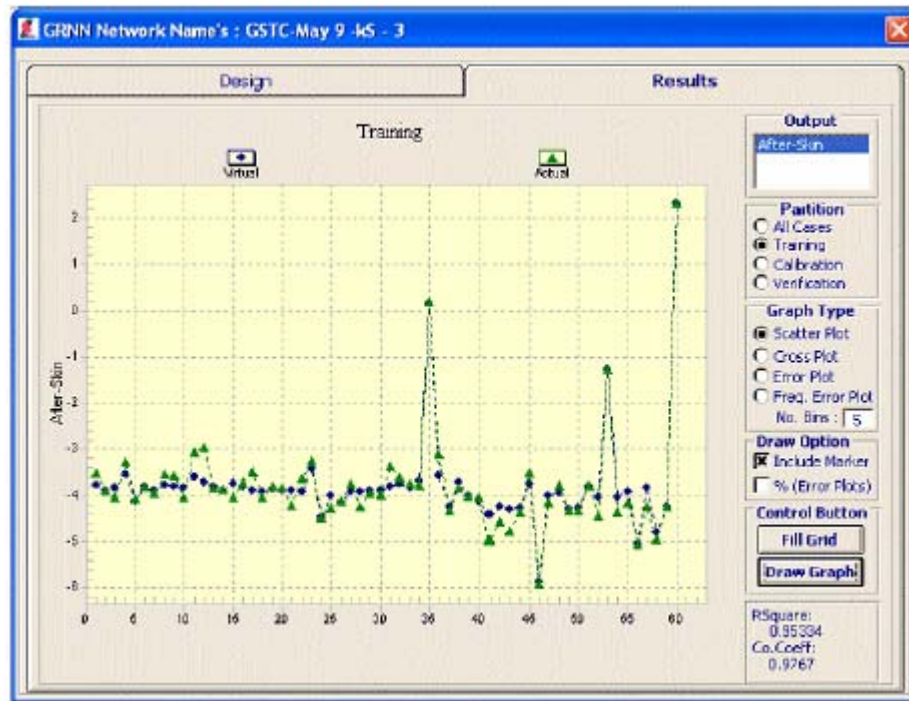 GRNN Network Name's : GSTC-May 9 -kS - 3
Design
Results
Training
Virtual
Actual
After-Skin
2
1
0
-1
-2
-3
-4
-5
-6
0
5
10
15
20
25
30
35
40
45
50
55
60
Output
After-Skin
Partition
All Cases
Training
Calibration
Verification
Graph Type
Scatter Plot
Cross Plot
Error Plot
Freq. Error Plot
No. Bins : 5
Draw Option
Include Marker
% (Error Plots)
Control Button
Fill Grid
Draw Graph
RSquare:
0.95334
Co.Coeff:
0.9767